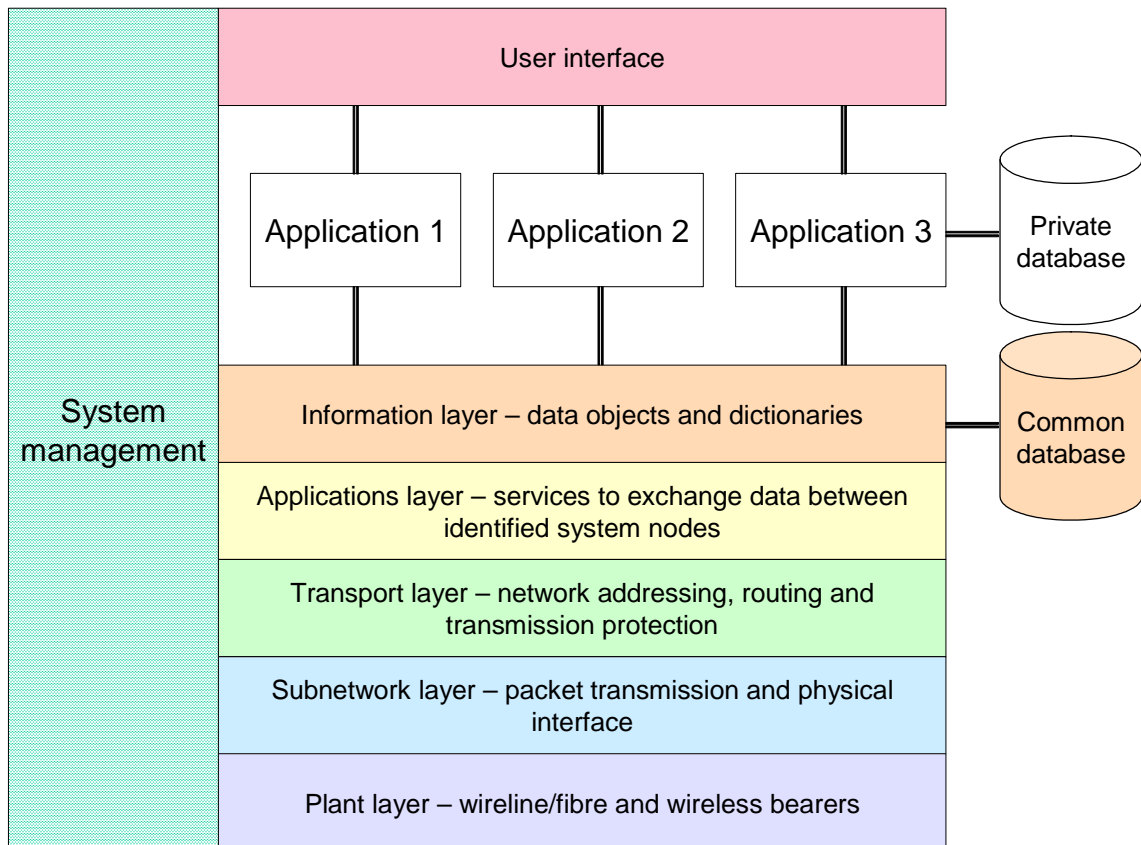 User interface
Application 1
Application 2
Application 3
Private
database
System
management
Information layer – data objects and dictionaries
Common
database
Applications layer – services to exchange data between
identified system nodes
Transport layer – network addressing, routing and
transmission protection
Subnetwork layer – packet transmission and physical
interface
Plant layer – wireline/fibre and wireless bearers